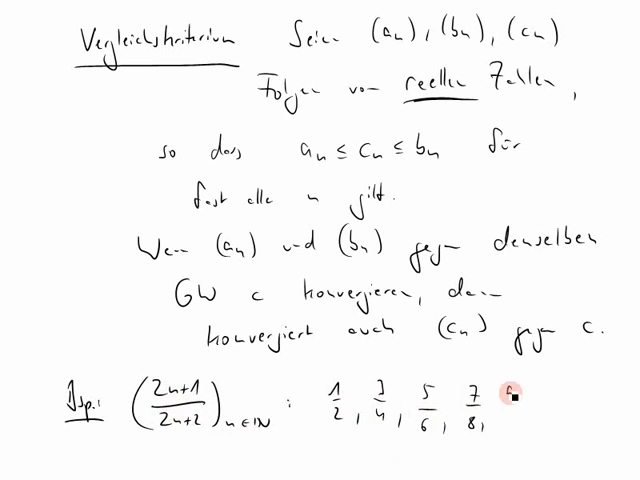 Vergleichskriterium Seien (aₙ), (bₙ), (cₙ)
Folgen von reellen Zahlen,
so dass aₙ ≤ cₙ ≤ bₙ für
fast alle n gilt.
Wenn (aₙ) und (bₙ) gegen denselben
GW c konvergieren, dann
konvergiert auch (cₙ) gegen c.
Bsp.: ((2n+1)/(2n+2))_{n∈ℕ} : 1/2, 3/4, 5/6, 7/8,